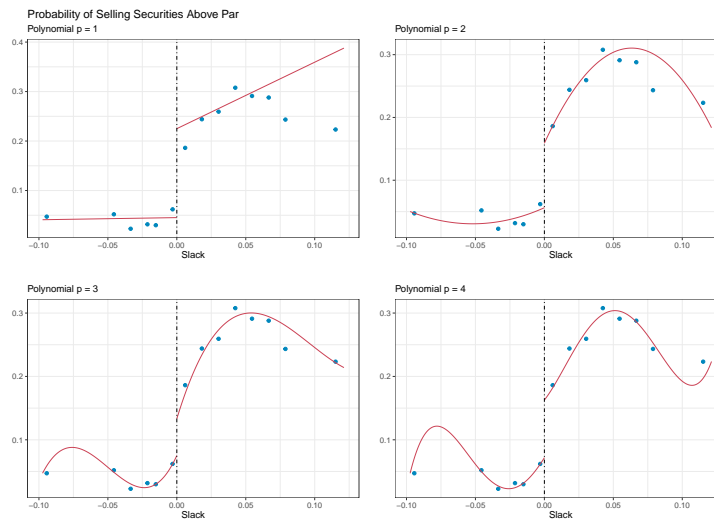 Probability of Selling Securities Above Par
Polynomial p = 1
0.4
0.3
0.2
0.1
−0.10 −0.05 0.00 0.05 0.10
Slack
Polynomial p = 2
0.3
0.2
0.1
−0.10 −0.05 0.00 0.05 0.10
Slack
Polynomial p = 3
0.3
0.2
0.1
−0.10 −0.05 0.00 0.05 0.10
Slack
Polynomial p = 4
0.3
0.2
0.1
−0.10 −0.05 0.00 0.05 0.10
Slack